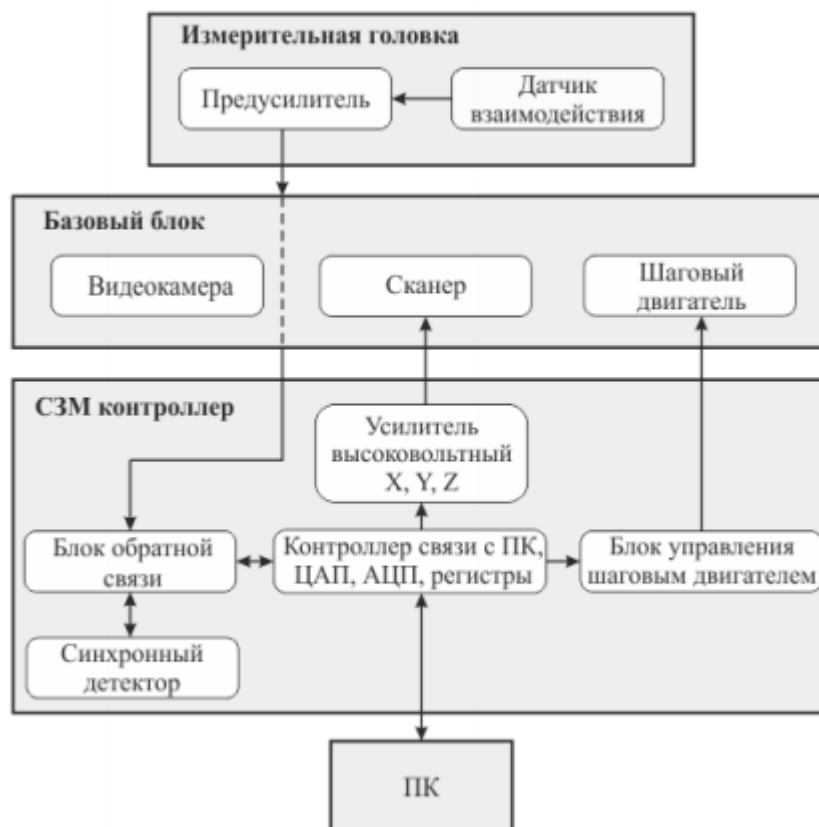 Измерительная головка
Предусилитель
Датчик
взаимодействия
Базовый блок
Видеокамера
Сканер
Шаговый
двигатель
СЗМ контроллер
Усилитель
высоковольтный
X, Y, Z
Блок обратной
связи
Контроллер связи с ПК,
ЦАП, АЦП, регистры
Блок управления
шаговым двигателем
Синхронный
детектор
ПК